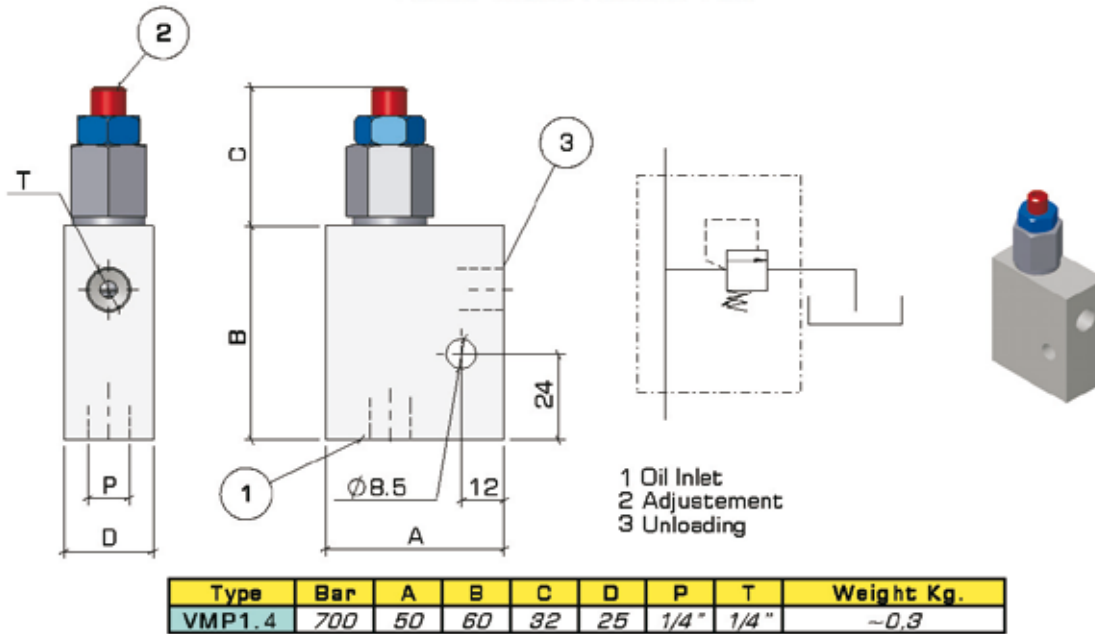 2
C
3
T
B
24
P
1
Ø8.5
12
D
A
1 Oil Inlet
2 Adjustement
3 Unloading
Type Bar A B C D P T Weight Kg.
VMP1.4 700 50 60 32 25 1/4" 1/4" ~0,3